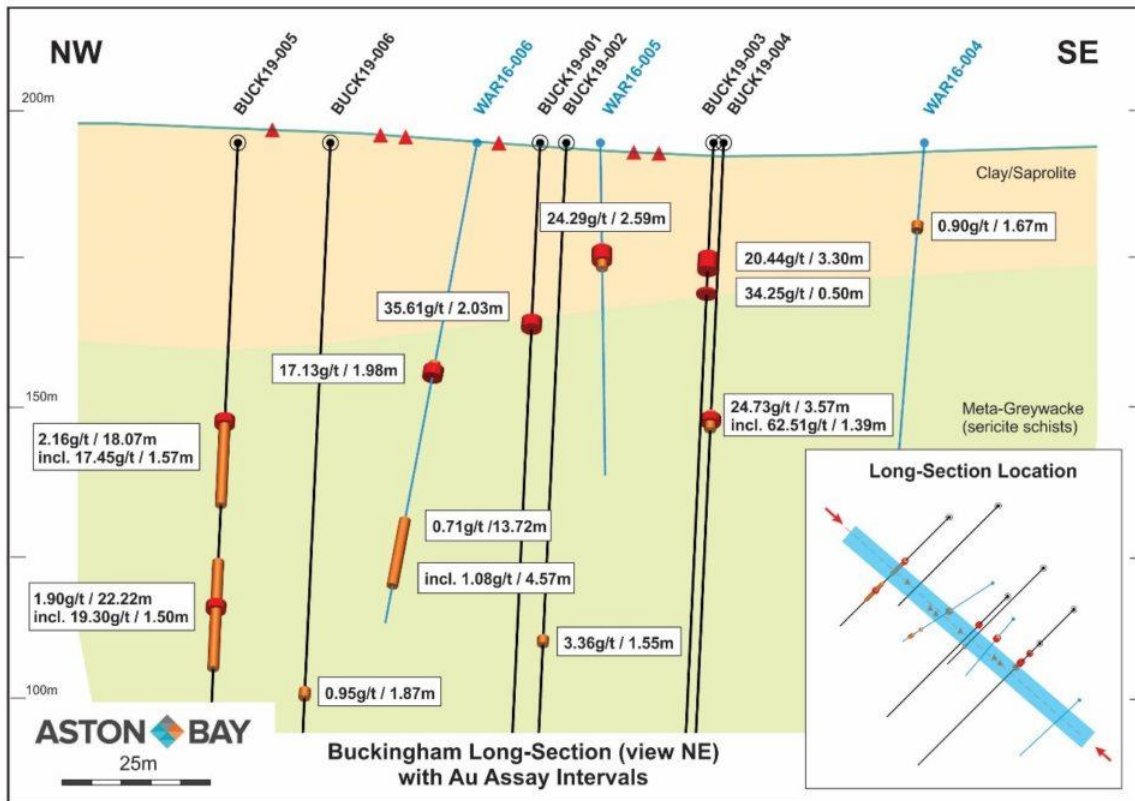 NW
SE
BUCK19-005
BUCK19-006
WAR16-006
BUCK19-001
BUCK19-002
WAR16-005
BUCK19-003
BUCK19-004
WAR16-004
200m
Clay/Saprolite
24.29g/t / 2.59m
0.90g/t / 1.67m
20.44g/t / 3.30m
34.25g/t / 0.50m
35.61g/t / 2.03m
17.13g/t / 1.98m
150m
24.73g/t / 3.57m
incl. 62.51g/t / 1.39m
Meta-Greywacke
(sericite schists)
2.16g/t / 18.07m
incl. 17.45g/t / 1.57m
Long-Section Location
0.71g/t /13.72m
incl. 1.08g/t / 4.57m
1.90g/t / 22.22m
incl. 19.30g/t / 1.50m
3.36g/t / 1.55m
0.95g/t / 1.87m
100m
ASTON BAY
25m
Buckingham Long-Section (view NE)
with Au Assay Intervals